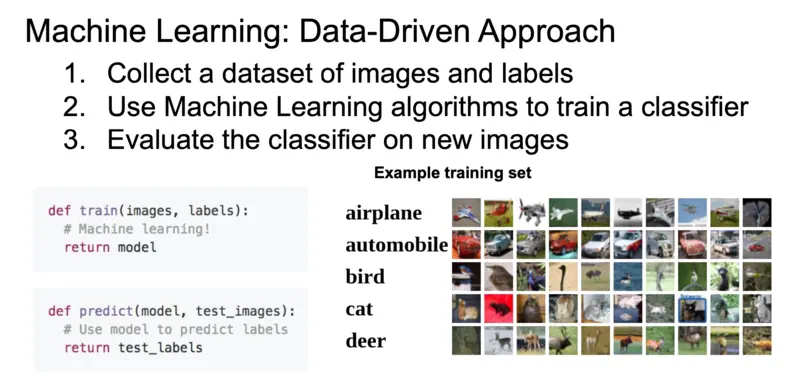 Machine Learning: Data-Driven Approach
1. Collect a dataset of images and labels
2. Use Machine Learning algorithms to train a classifier
3. Evaluate the classifier on new images
Example training set
def train(images, labels):
# Machine learning!
return model
def predict(model, test_images):
# Use model to predict labels
return test_labels
airplane
automobile
bird
cat
deer